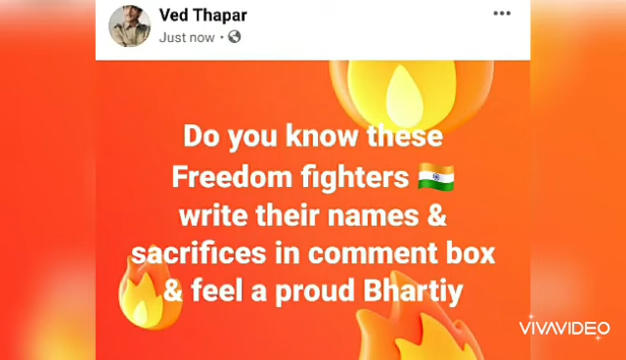 Ved Thapar
Just now •
Do you know these
Freedom fighters 🇮🇳
write their names &
sacrifices in comment box
& feel a proud Bhartiy
VIVAVIDEO